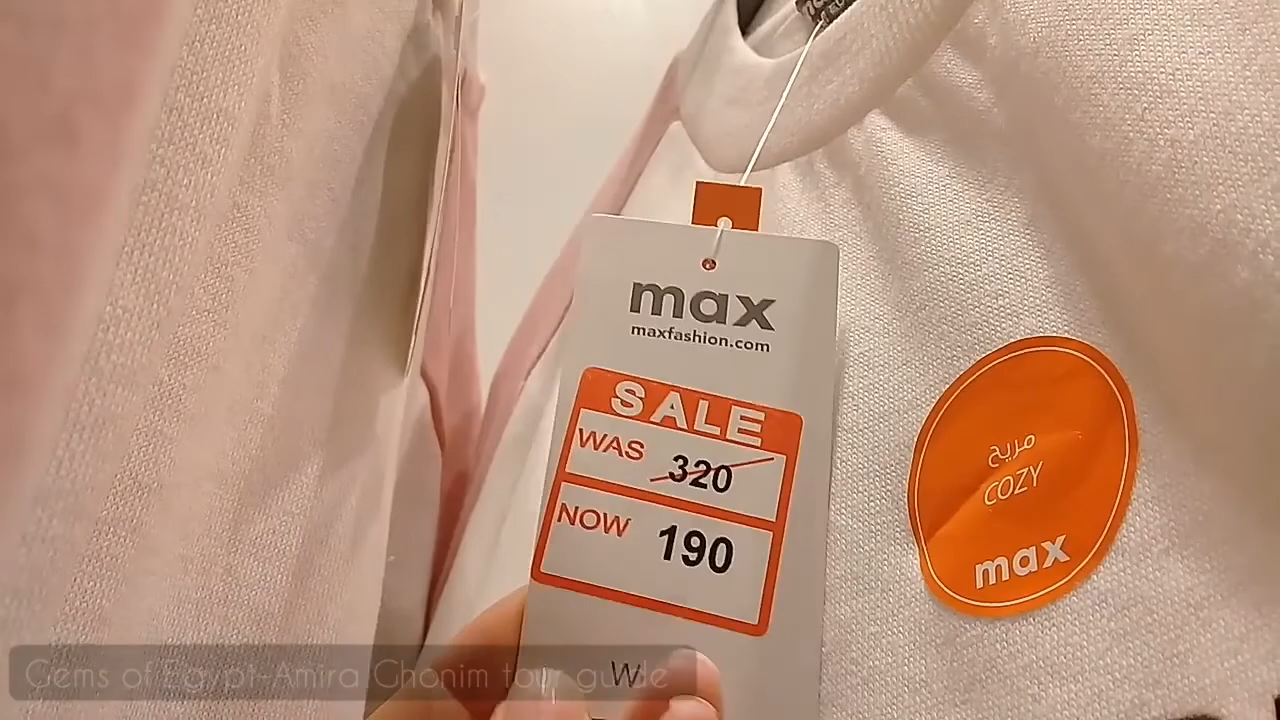 max
maxfashion.com
SALE
WAS 320
NOW 190
W
مريح
COZY
max
Gems of Egypt-Amira Ghonim tour guide